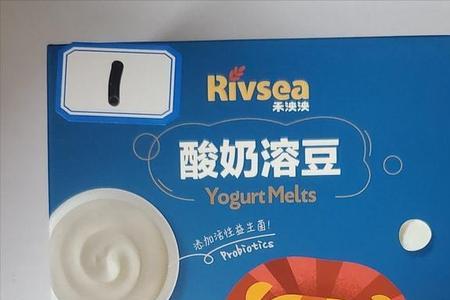 1
Rivsea
禾泱泱
酸奶溶豆
Yogurt Melts
添加活性益生菌!
Probiotics